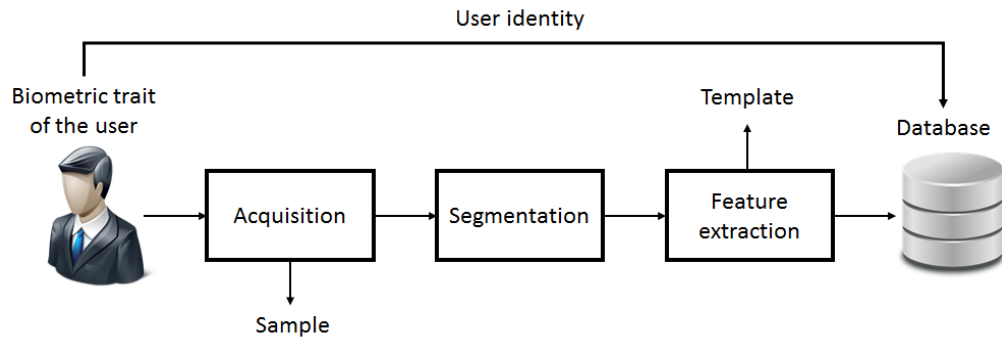 User identity
Biometric trait
of the user
Template
Database
Acquisition
Segmentation
Feature
extraction
Sample